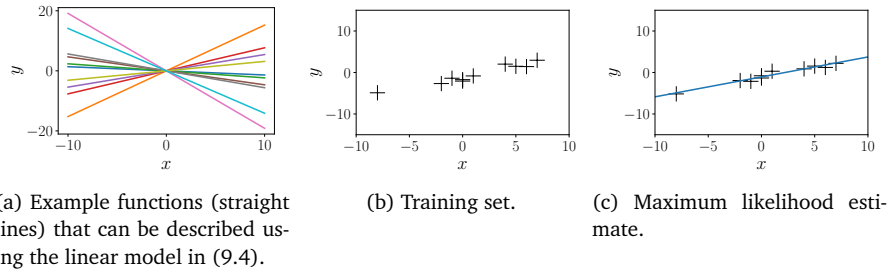 20
0
−20
y
−10
0
10
x
10
0
−10
y
−10
−5
0
5
10
x
10
0
−10
y
−10
−5
0
5
10
x
(a) Example functions (straight
lines) that can be described us-
ing the linear model in (9.4).
(b) Training set.
(c) Maximum likelihood esti-
mate.